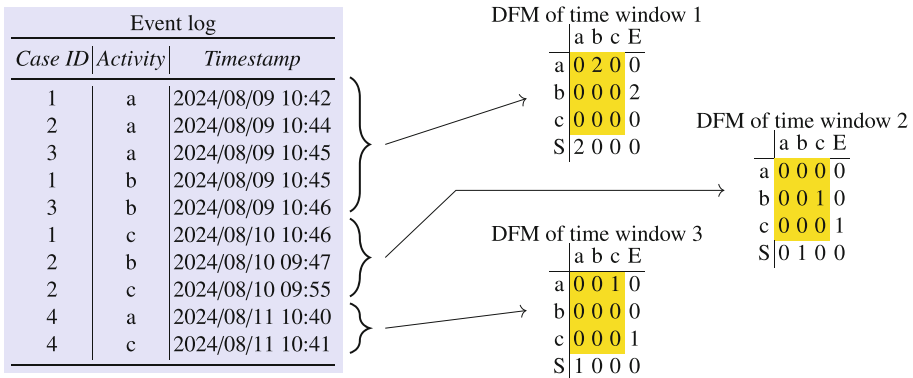 Event log
Case ID Activity Timestamp
1 a 2024/08/09 10:42
2 a 2024/08/09 10:44
3 a 2024/08/09 10:45
1 b 2024/08/09 10:45
3 b 2024/08/09 10:46
1 c 2024/08/10 10:46
2 b 2024/08/10 09:47
2 c 2024/08/10 09:55
4 a 2024/08/11 10:40
4 c 2024/08/11 10:41
DFM of time window 1
a b c E
a 0 2 0 0
b 0 0 0 2
c 0 0 0 0
S 2 0 0 0
DFM of time window 2
a b c E
a 0 0 0 0
b 0 0 1 0
c 0 0 0 1
S 0 1 0 0
DFM of time window 3
a b c E
a 0 0 1 0
b 0 0 0 0
c 0 0 0 1
S 1 0 0 0